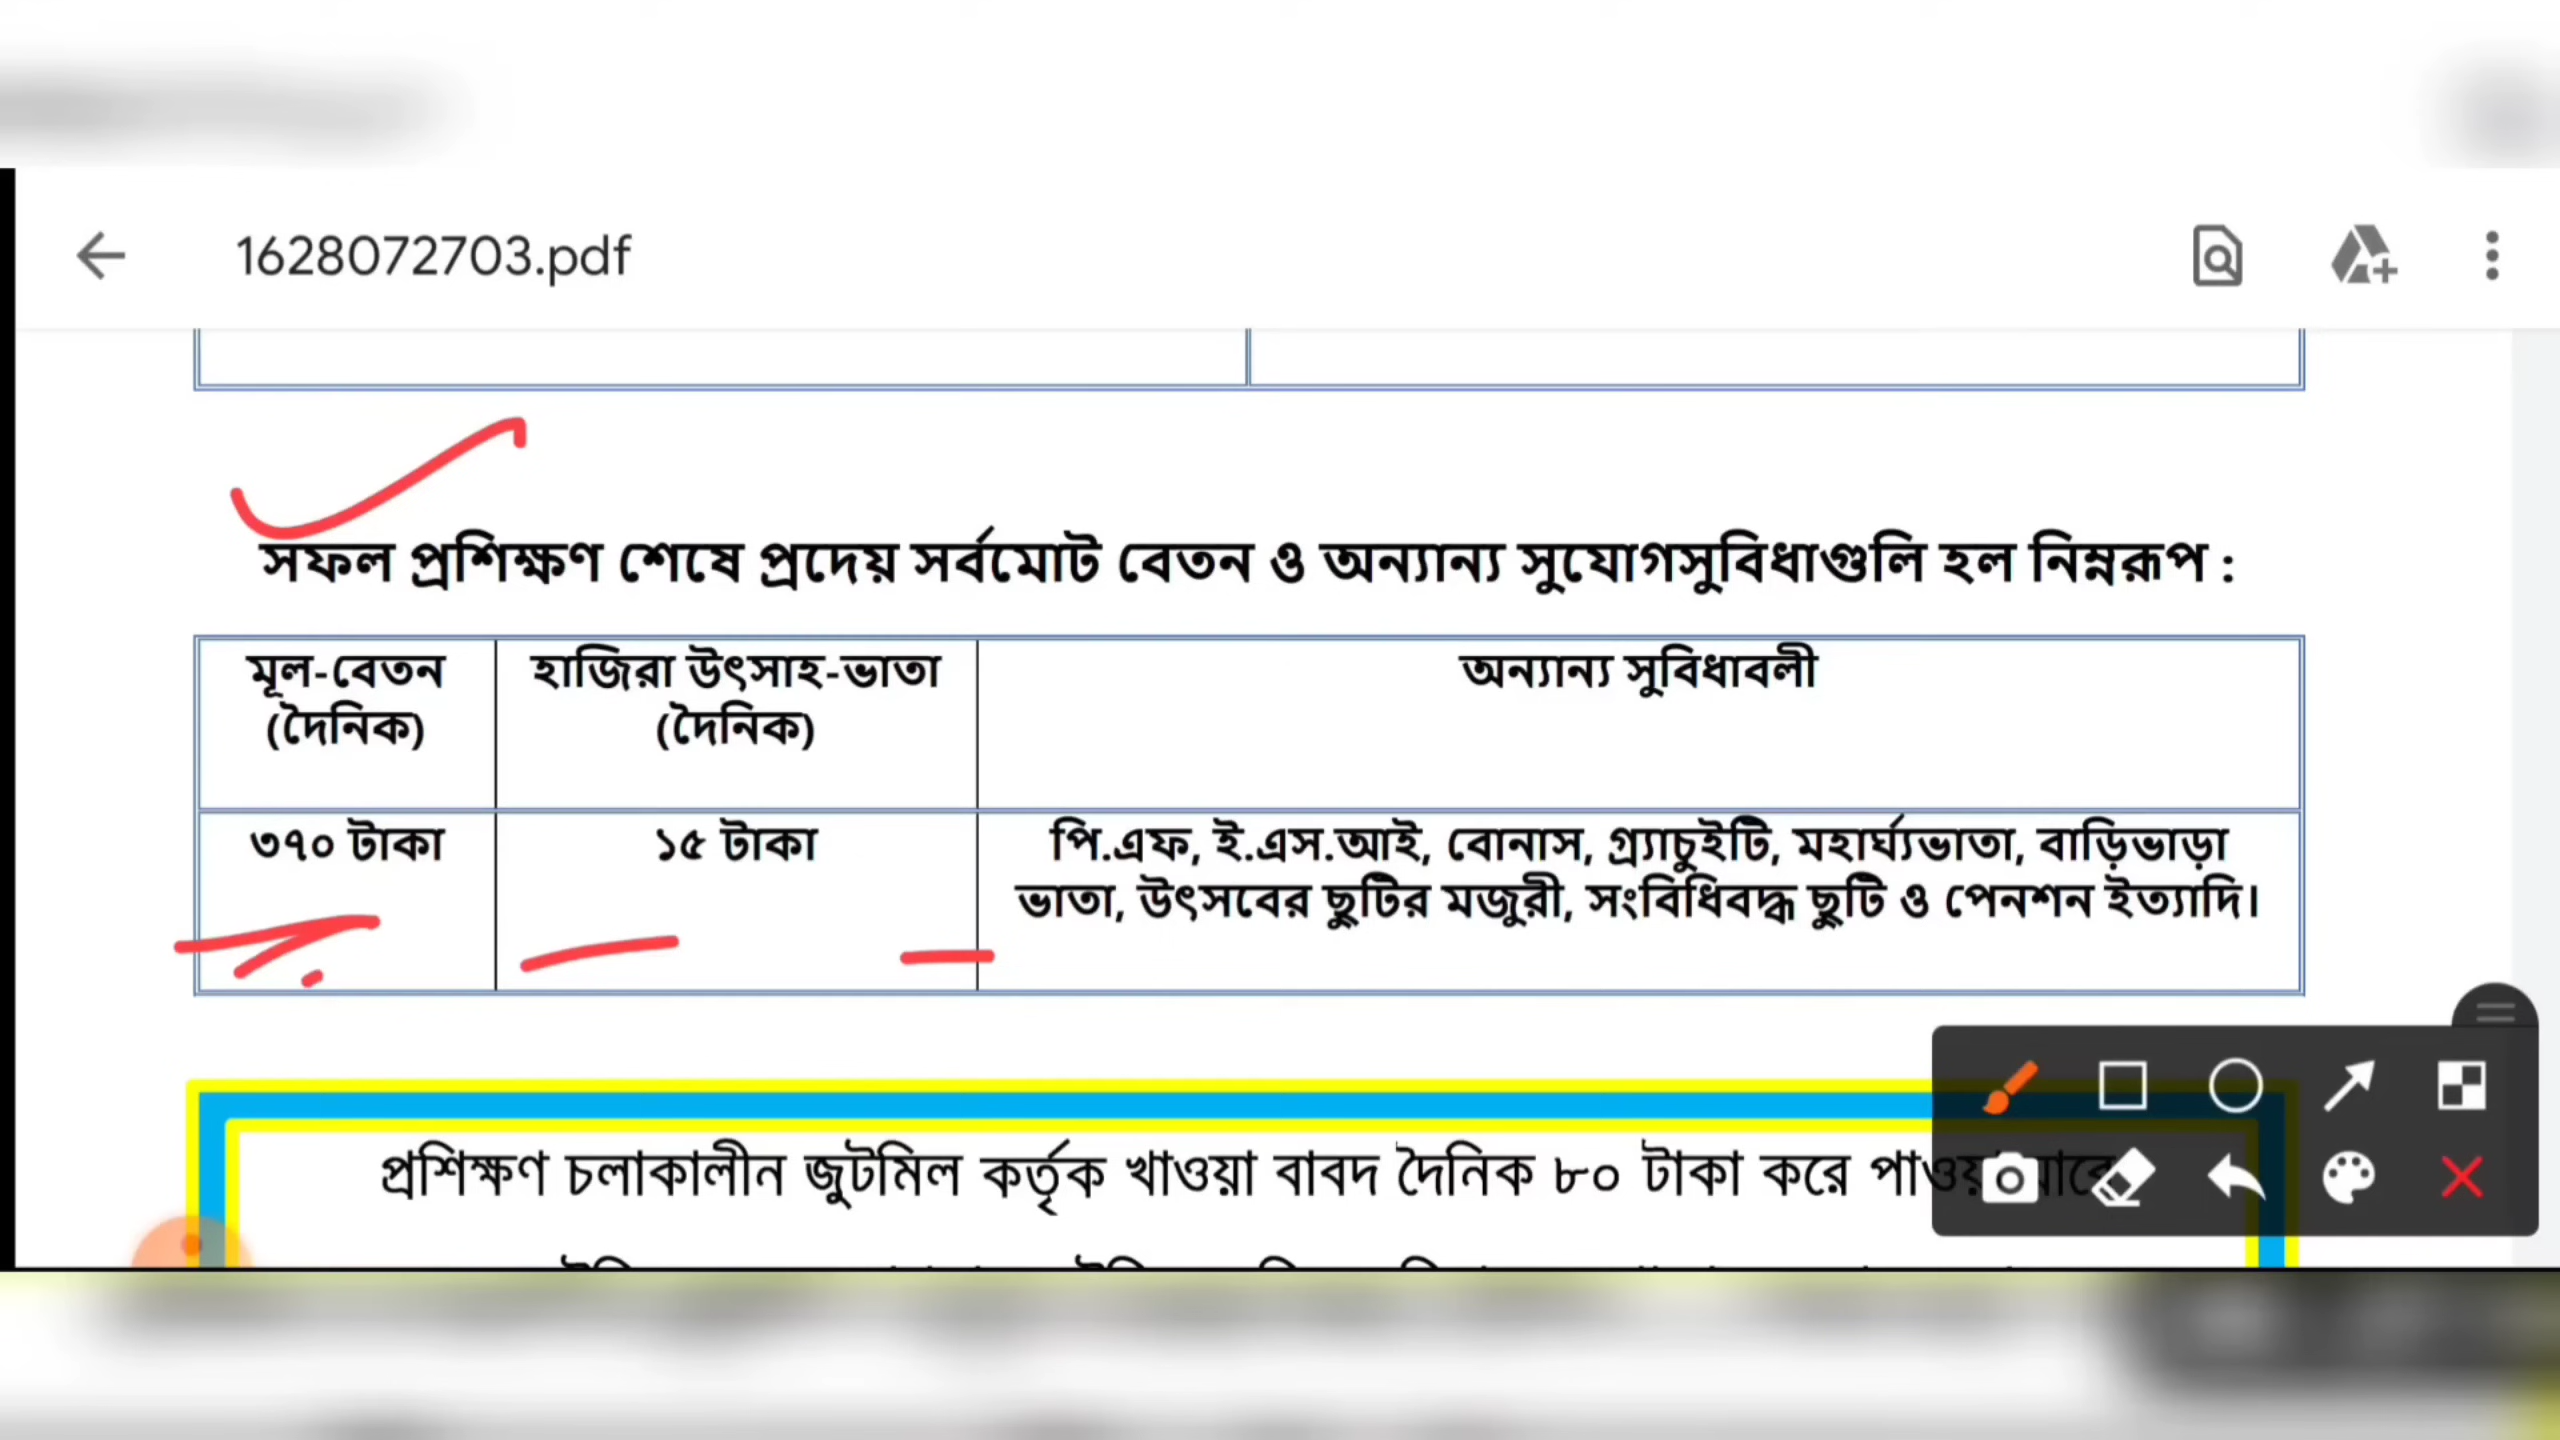 1628072703.pdf
সফল প্রশিক্ষণ শেষে প্রদেয় সর্বমোট বেতন ও অন্যান্য সুযোগসুবিধাগুলি হল নিম্নরূপ :
মূল-বেতন
(দৈনিক)
হাজিরা উৎসাহ-ভাতা
(দৈনিক)
অন্যান্য সুবিধাবলী
৩৭০ টাকা
১৫ টাকা
পি.এফ, ই.এস.আই, বোনাস, গ্র্যাচুইটি, মহার্ঘ্যভাতা, বাড়িভাড়া
ভাতা, উৎসবের ছুটির মজুরী, সংবিধিবদ্ধ ছুটি ও পেনশন ইত্যাদি।
প্রশিক্ষণ চলাকালীন জুটমিল কর্তৃক খাওয়া বাবদ দৈনিক ৮০ টাকা করে